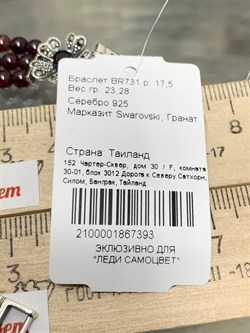 Браслет BR731 р. 17,5
Вес гр. 23,28
Серебро 925
Марказит Swarovski, Гранат
Страна: Таиланд
152 Чартер-Сквер, дом 30 / F, комната
30-01, блок 3012 Дорога к Северу Сатхорн,
Силом, Банграк, Тайланд
2100001867393
ЭКЛЮЗИВНО ДЛЯ
"ЛЕДИ САМОЦВЕТ"